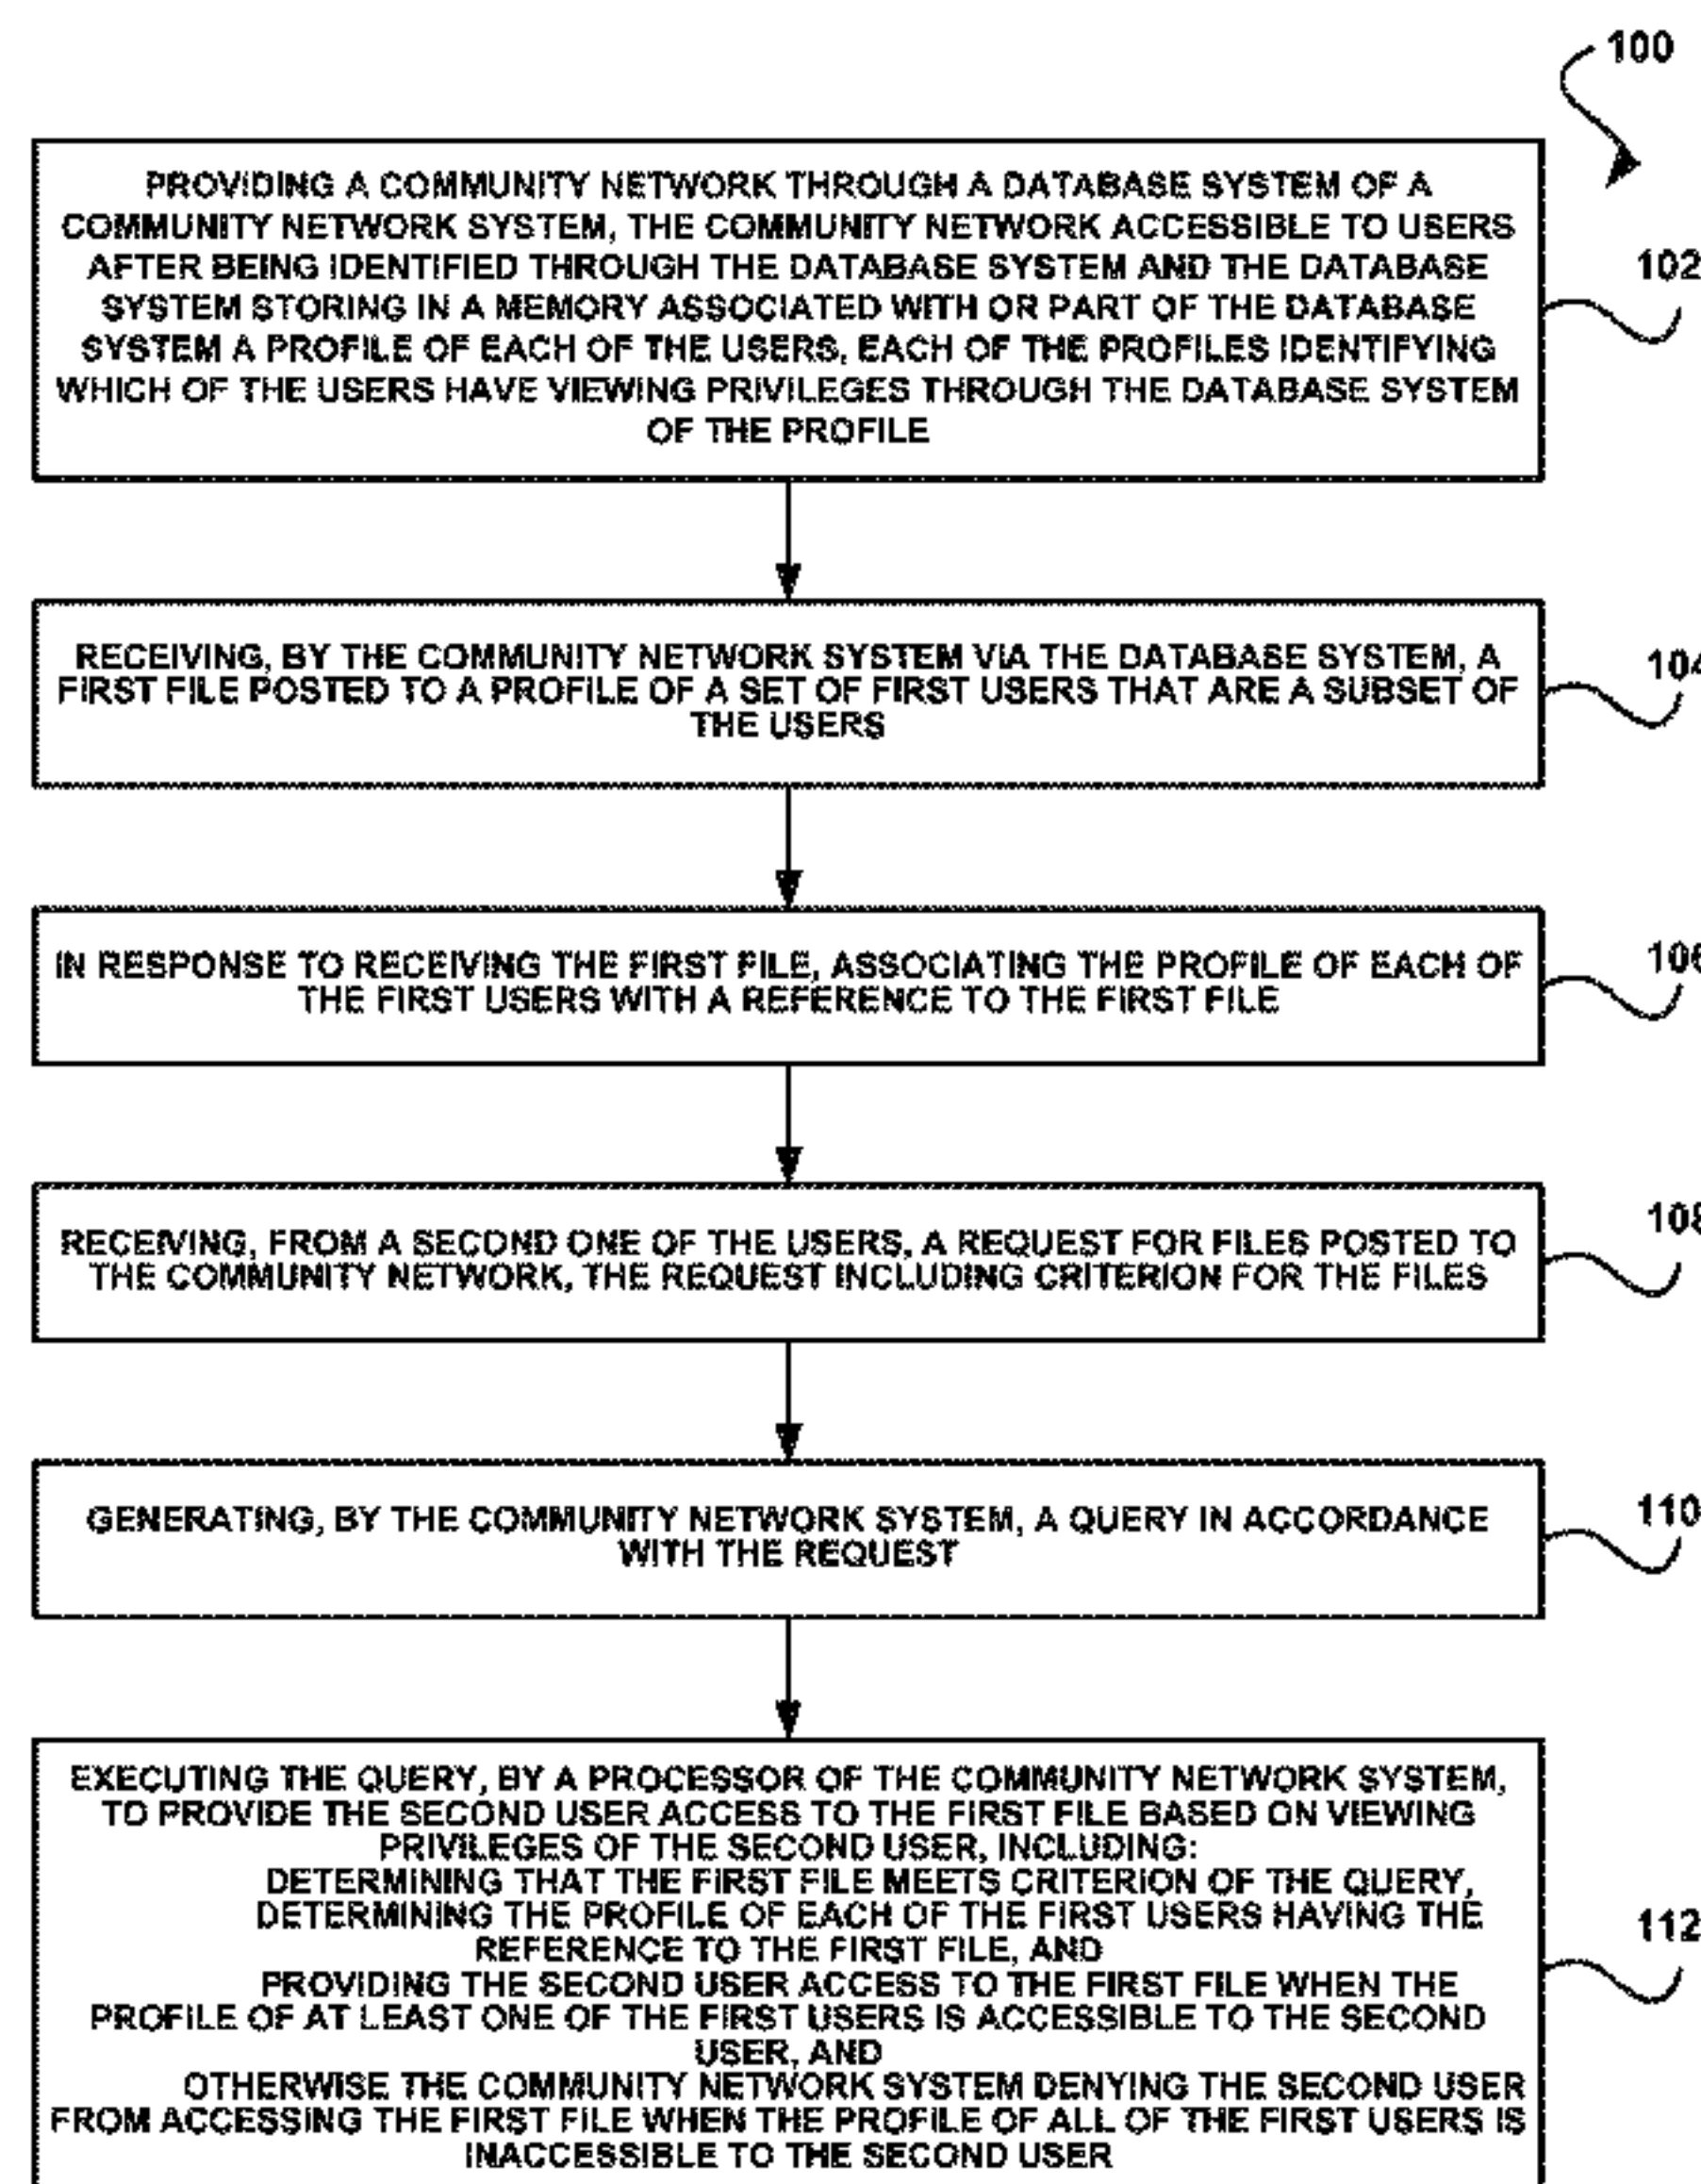 100
PROVIDING A COMMUNITY NETWORK THROUGH A DATABASE SYSTEM OF A
COMMUNITY NETWORK SYSTEM, THE COMMUNITY NETWORK ACCESSIBLE TO USERS
AFTER BEING IDENTIFIED THROUGH THE DATABASE SYSTEM AND THE DATABASE
SYSTEM STORING IN A MEMORY ASSOCIATED WITH OR PART OF THE DATABASE
SYSTEM A PROFILE OF EACH OF THE USERS, EACH OF THE PROFILES IDENTIFYING
WHICH OF THE USERS HAVE VIEWING PRIVILEGES THROUGH THE DATABASE SYSTEM
OF THE PROFILE
102
RECEIVING, BY THE COMMUNITY NETWORK SYSTEM VIA THE DATABASE SYSTEM, A
FIRST FILE POSTED TO A PROFILE OF A SET OF FIRST USERS THAT ARE A SUBSET OF
THE USERS
104
IN RESPONSE TO RECEIVING THE FIRST FILE, ASSOCIATING THE PROFILE OF EACH OF
THE FIRST USERS WITH A REFERENCE TO THE FIRST FILE
106
RECEIVING, FROM A SECOND ONE OF THE USERS, A REQUEST FOR FILES POSTED TO
THE COMMUNITY NETWORK, THE REQUEST INCLUDING CRITERION FOR THE FILES
108
GENERATING, BY THE COMMUNITY NETWORK SYSTEM, A QUERY IN ACCORDANCE
WITH THE REQUEST
110
EXECUTING THE QUERY, BY A PROCESSOR OF THE COMMUNITY NETWORK SYSTEM,
TO PROVIDE THE SECOND USER ACCESS TO THE FIRST FILE BASED ON VIEWING
PRIVILEGES OF THE SECOND USER, INCLUDING:
DETERMINING THAT THE FIRST FILE MEETS CRITERION OF THE QUERY,
DETERMINING THE PROFILE OF EACH OF THE FIRST USERS HAVING THE
REFERENCE TO THE FIRST FILE, AND
PROVIDING THE SECOND USER ACCESS TO THE FIRST FILE WHEN THE
PROFILE OF AT LEAST ONE OF THE FIRST USERS IS ACCESSIBLE TO THE SECOND
USER, AND
OTHERWISE THE COMMUNITY NETWORK SYSTEM DENYING THE SECOND USER
FROM ACCESSING THE FIRST FILE WHEN THE PROFILE OF ALL OF THE FIRST USERS IS
INACCESSIBLE TO THE SECOND USER
112